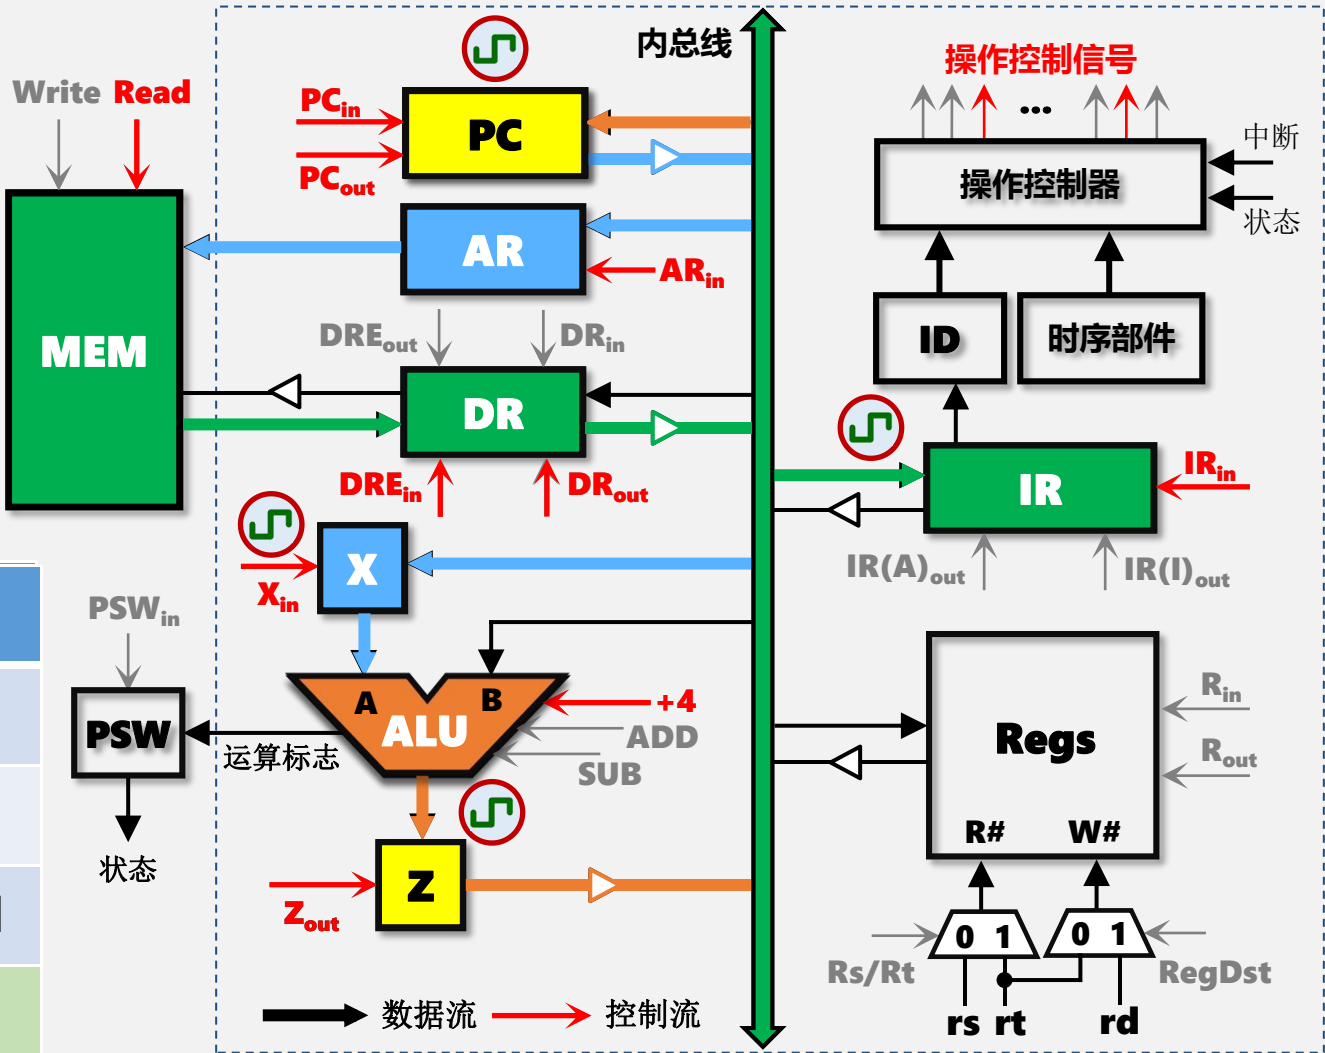 内总线
操作控制信号
Write Read
PCin
PC
PCout
...
中断
操作控制器
状态
AR
ARin
MEM
DREout
DRin
ID
时序部件
DR
DREin
DRout
IR
IRin
X
Xin
IR(A)out
IR(I)out
PSWin
A
B
ALU
+4
ADD
SUB
PSW
运算标志
状态
Regs
Rin
Rout
R# W#
Z
Zout
0 1
0 1
Rs/Rt
RegDst
rs rt rd
数据流
控制流